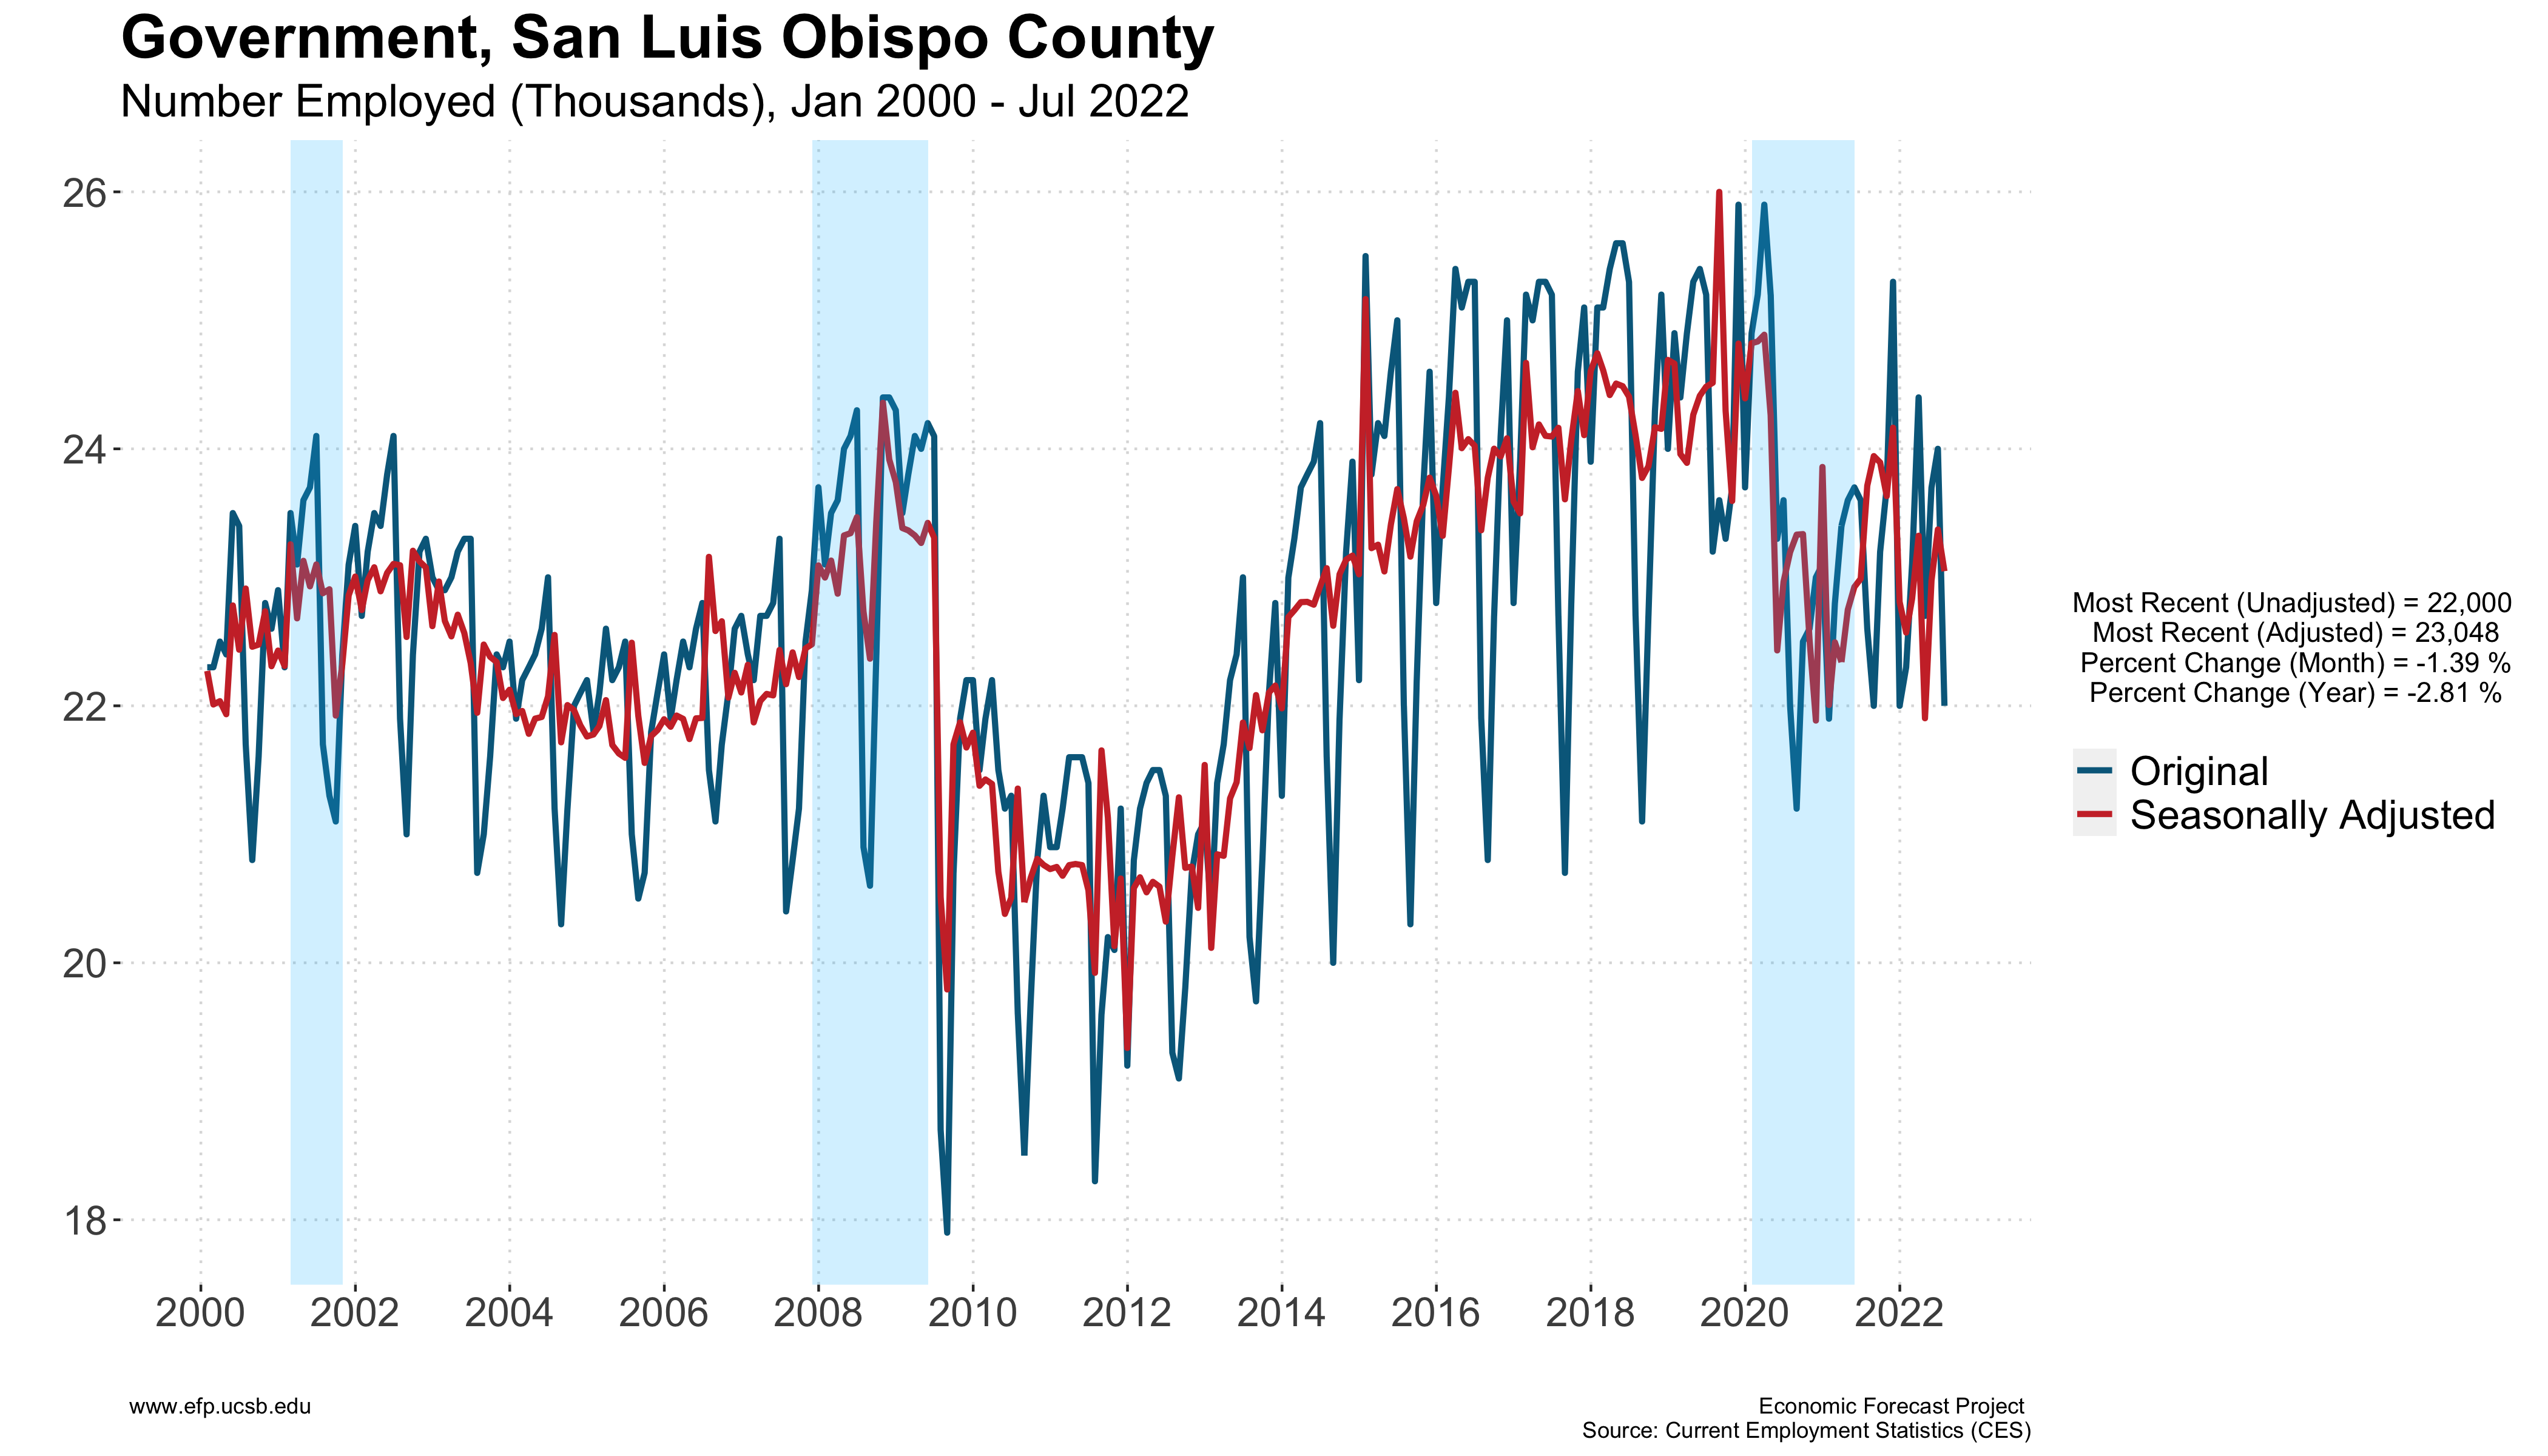 Government, San Luis Obispo County
Number Employed (Thousands), Jan 2000 - Jul 2022
26
24
22
20
18
2000 2002 2004 2006 2008 2010 2012 2014 2016 2018 2020 2022
Most Recent (Unadjusted) = 22,000
Most Recent (Adjusted) = 23,048
Percent Change (Month) = -1.39 %
Percent Change (Year) = -2.81 %
Original
Seasonally Adjusted
www.efp.ucsb.edu
Economic Forecast Project
Source: Current Employment Statistics (CES)